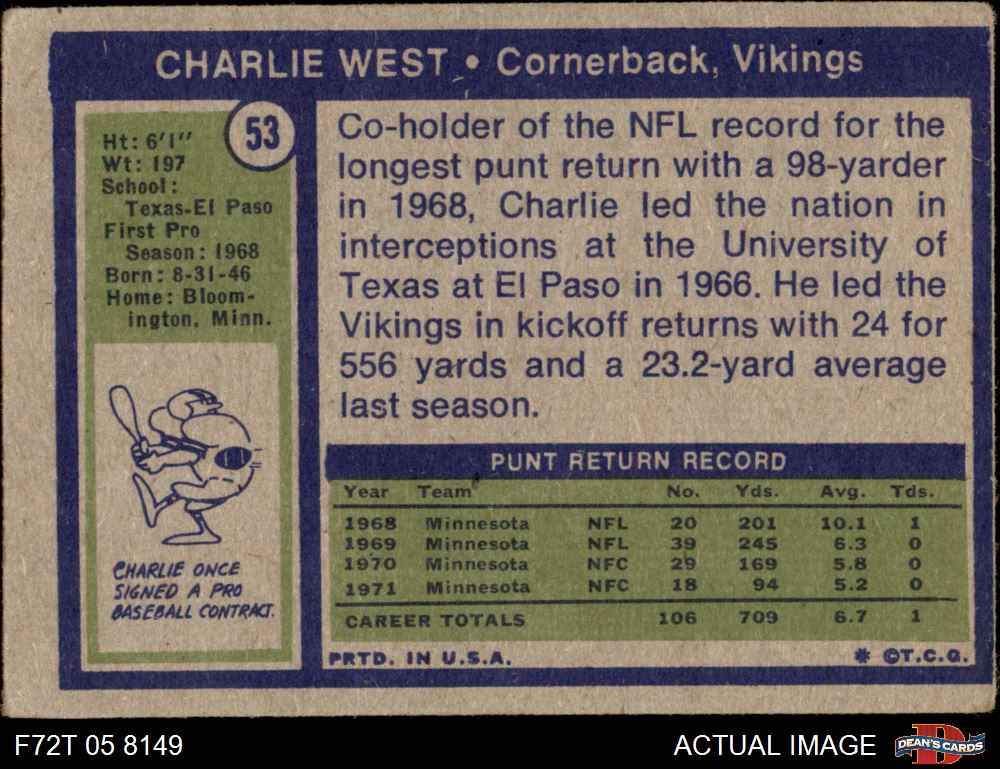 CHARLIE WEST • Cornerback, Vikings
53
Ht: 6'1"
Wt: 197
School:
Texas-El Paso
First Pro
Season: 1968
Born: 8-31-46
Home: Bloom-
ington, Minn.
CHARLIE ONCE
SIGNED A PRO
BASEBALL CONTRACT.
Co-holder of the NFL record for the
longest punt return with a 98-yarder
in 1968, Charlie led the nation in
interceptions at the University of
Texas at El Paso in 1966. He led the
Vikings in kickoff returns with 24 for
556 yards and a 23.2-yard average
last season.
PUNT RETURN RECORD
Year Team No. Yds. Avg. Tds.
1968 Minnesota NFL 20 201 10.1 1
1969 Minnesota NFL 39 245 6.3 0
1970 Minnesota NFC 29 169 5.8 0
1971 Minnesota NFC 18 94 5.2 0
CAREER TOTALS 106 709 6.7 1
PRTD. IN U.S.A. * ©T.C.G.
F72T 05 8149 ACTUAL IMAGE D DEAN'S CARDS